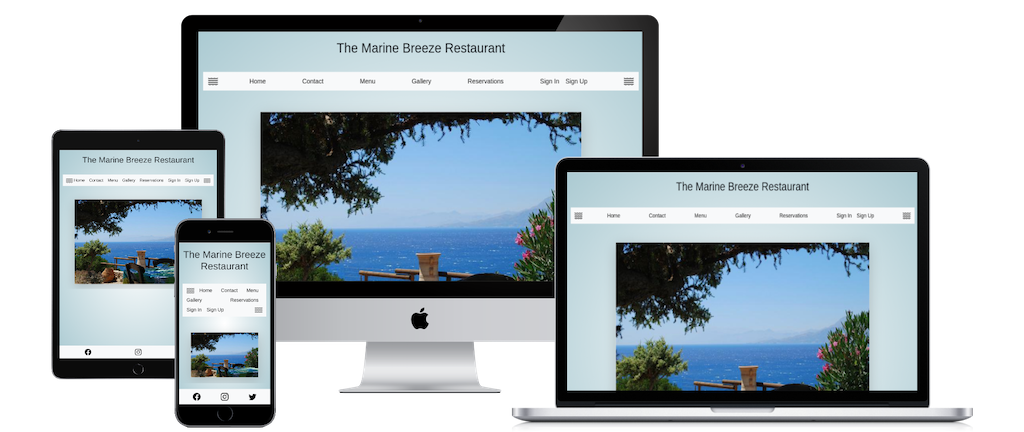 The Marine Breeze Restaurant
Home Contact Menu Gallery Reservations Sign In Sign Up
The Marine Breeze Restaurant
Home Contact Menu Gallery Reservations Sign In Sign Up
The Marine Breeze
Restaurant
Home Contact Menu
Gallery Reservations
Sign In Sign Up
The Marine Breeze Restaurant
Home Contact Menu Gallery Reservations Sign In Sign Up